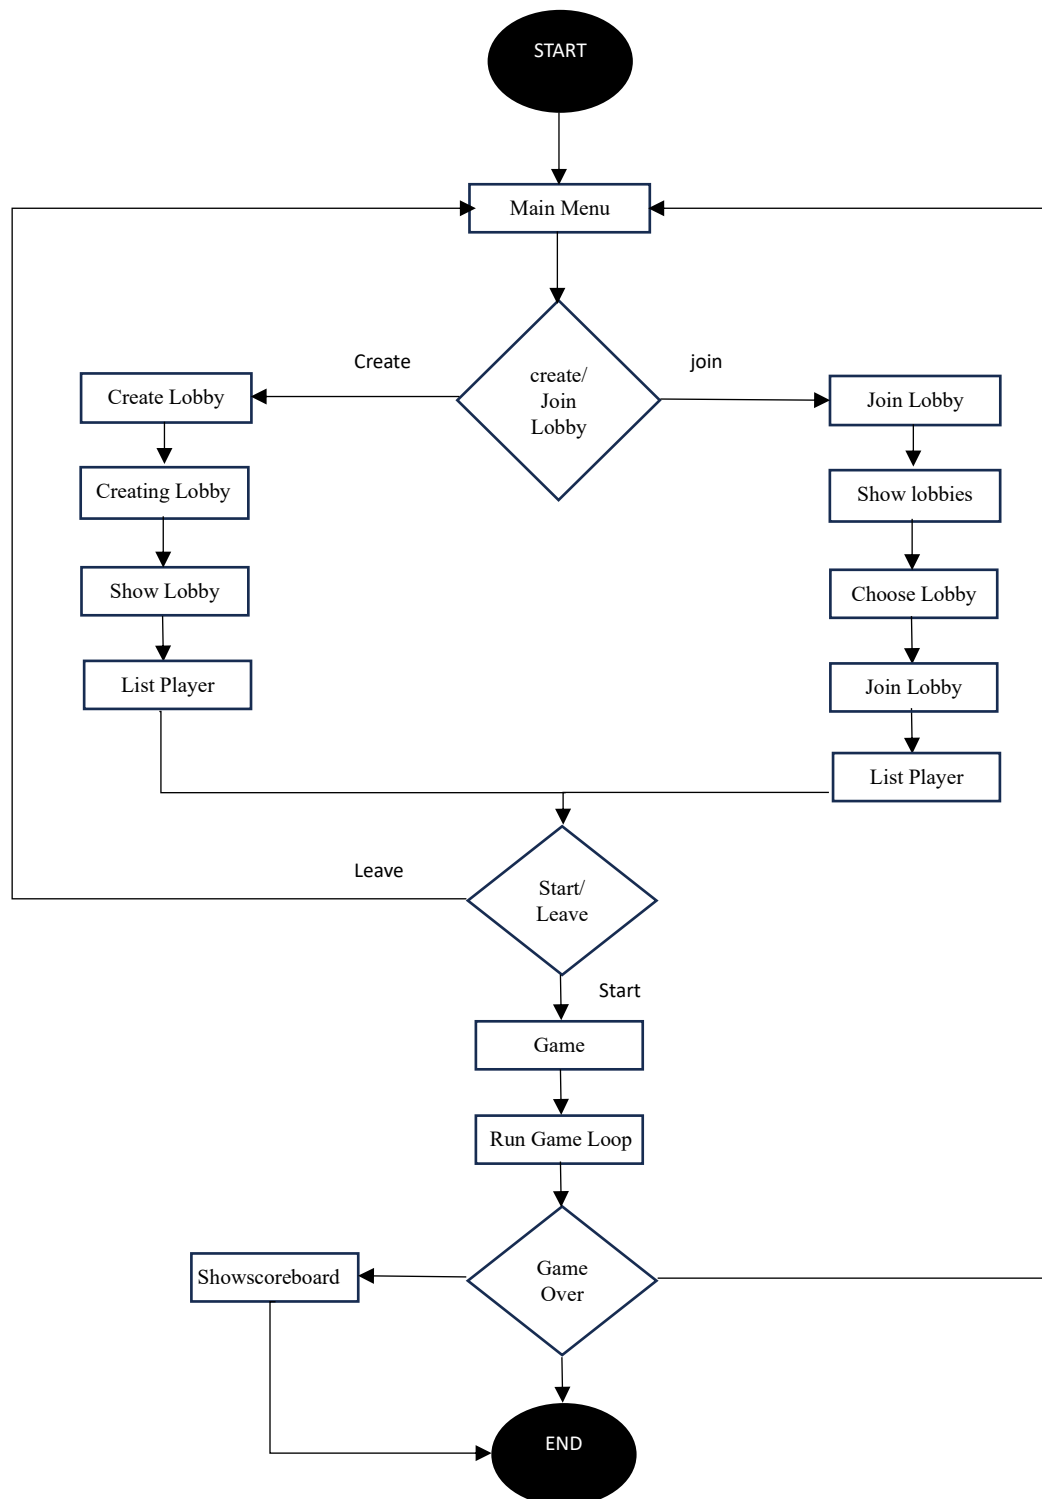 START
Main Menu
Create
join
create/
Join
Lobby
Create Lobby
Join Lobby
Creating Lobby
Show lobbies
Show Lobby
Choose Lobby
List Player
Join Lobby
List Player
Leave
Start/
Leave
Start
Game
Run Game Loop
Game
Over
Showscoreboard
END